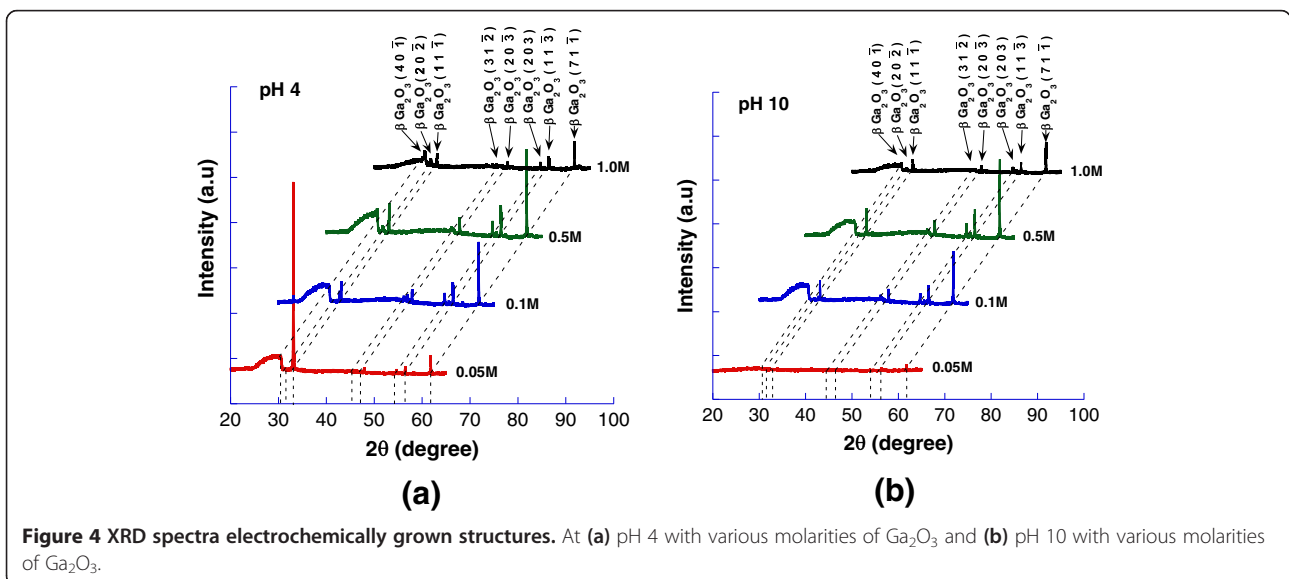 β Ga₂O₃ (4 0 1̅)
β Ga₂O₃ (2 0 2̅)
β Ga₂O₃ (1 1 1̅)
β Ga₂O₃ (3 1 2̅)
β Ga₂O₃ (2 0 3̅)
β Ga₂O₃ (2 0 3)
β Ga₂O₃ (1 1 3̅)
β Ga₂O₃ (7 1 1̅)
pH 4
1.0M
0.5M
0.1M
0.05M
Intensity (a.u)
20 30 40 50 60 70 80 90 100
2θ (degree)
(a)
β Ga₂O₃ (4 0 1̅)
β Ga₂O₃ (2 0 2̅)
β Ga₂O₃ (1 1 1̅)
β Ga₂O₃ (3 1 2̅)
β Ga₂O₃ (2 0 3̅)
β Ga₂O₃ (2 0 3)
β Ga₂O₃ (1 1 3̅)
β Ga₂O₃ (7 1 1̅)
pH 10
1.0M
0.5M
0.1M
0.05M
Intensity (a.u)
20 30 40 50 60 70 80 90 100
2θ (degree)
(b)
Figure 4 XRD spectra electrochemically grown structures. At (a) pH 4 with various molarities of Ga₂O₃ and (b) pH 10 with various molarities
of Ga₂O₃.